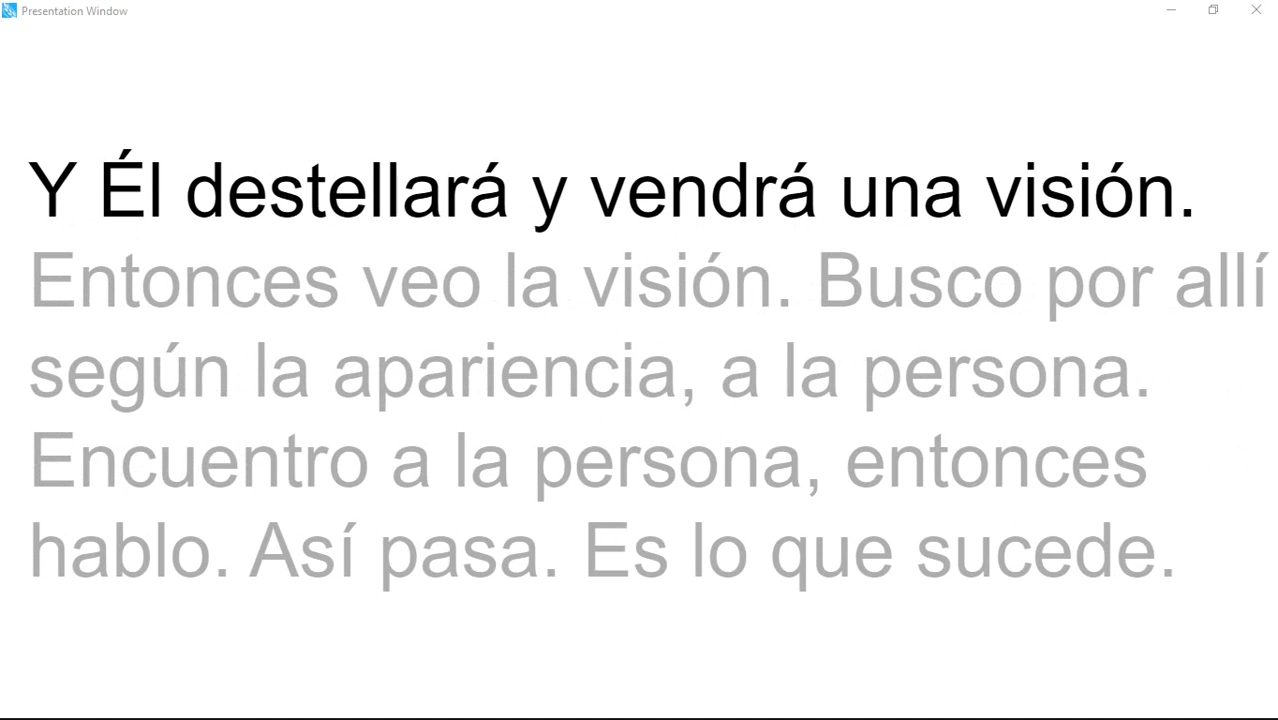 Presentation Window
Y Él destellará y vendrá una visión.
Entonces veo la visión. Busco por allí
según la apariencia, a la persona.
Encuentro a la persona, entonces
hablo. Así pasa. Es lo que sucede.